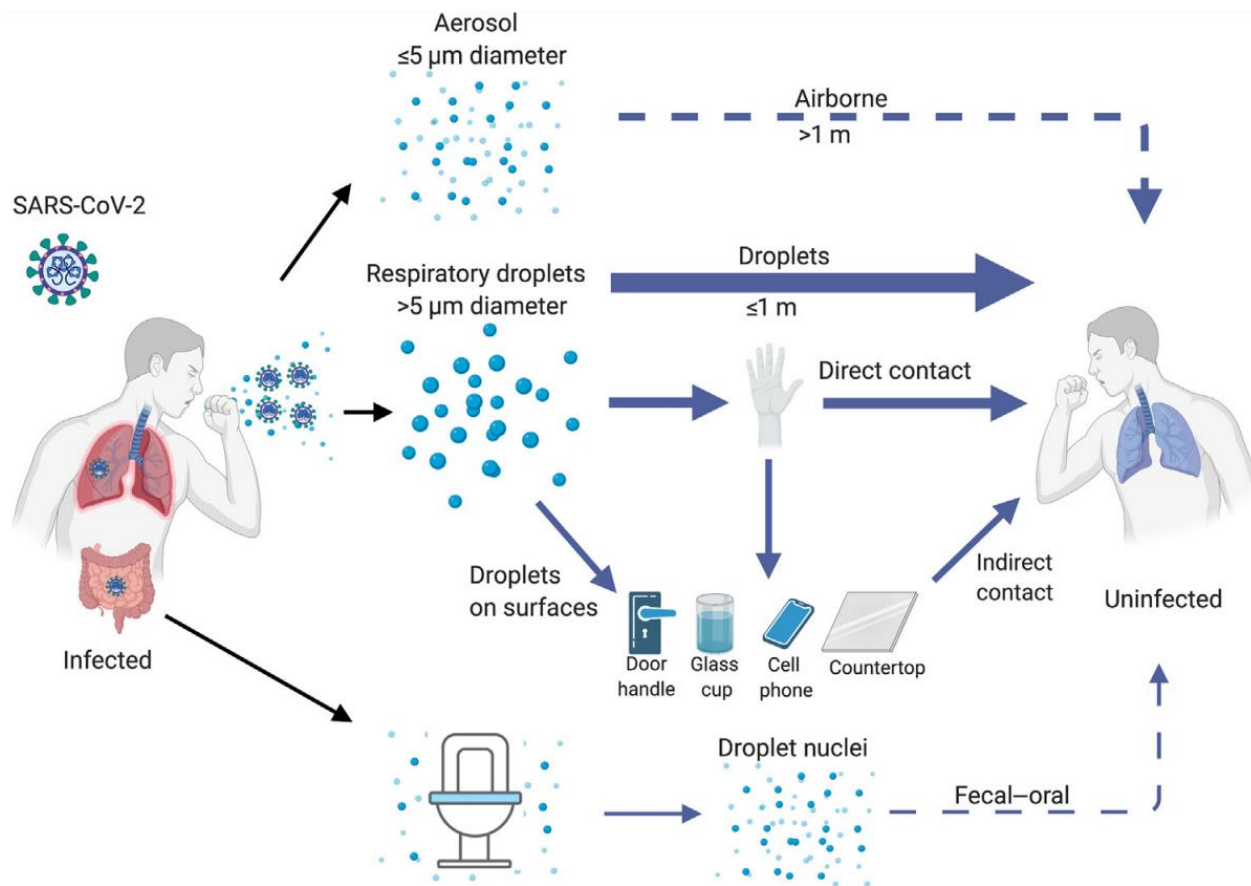 Aerosol
≤5 μm diameter
Airborne
>1 m
SARS-CoV-2
Respiratory droplets
>5 μm diameter
Droplets
≤1 m
Direct contact
Droplets
on surfaces
Indirect
contact
Uninfected
Infected
Door
handle
Glass
cup
Cell
phone
Countertop
Droplet nuclei
Fecal–oral